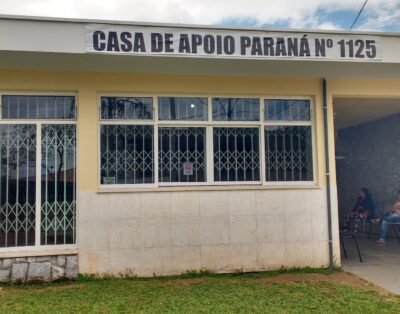 CASA DE APOIO PARANÁ Nº 1125